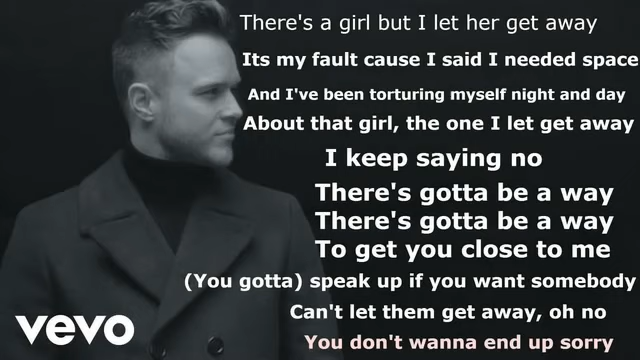 There's a girl but I let her get away
Its my fault cause I said I needed space
And I've been torturing myself night and day
About that girl, the one I let get away
I keep saying no
There's gotta be a way
There's gotta be a way
To get you close to me
(You gotta) speak up if you want somebody
Can't let them get away, oh no
You don't wanna end up sorry
vevo